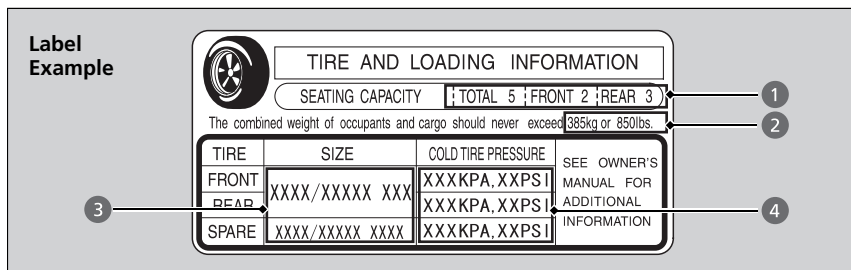 Label
Example
TIRE AND LOADING INFORMATION
SEATING CAPACITY TOTAL 5 FRONT 2 REAR 3
1
The combined weight of occupants and cargo should never exceed 385kg or 850lbs.
2
TIRE SIZE COLD TIRE PRESSURE
SEE OWNER'S
MANUAL FOR
ADDITIONAL
INFORMATION
FRONT XXXX/XXXXX XXX XXXKPA,XXPSI
REAR XXXKPA,XXPSI
3
4
SPARE XXXX/XXXXX XXXX XXXKPA,XXPSI